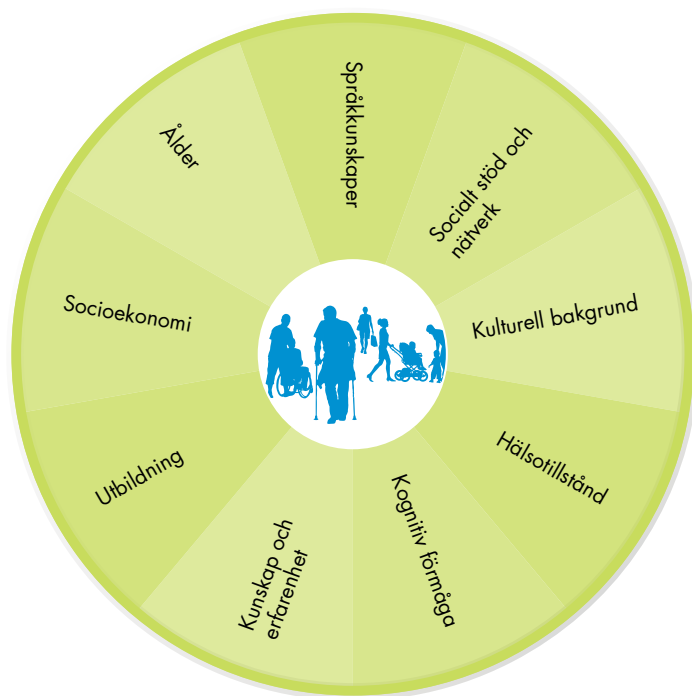 Språkkunskaper
Socialt stöd och
nätverk
Kulturell bakgrund
Hälsotillstånd
Kognitiv förmåga
Kunskap och
erfarenhet
Utbildning
Socioekonomi
Ålder